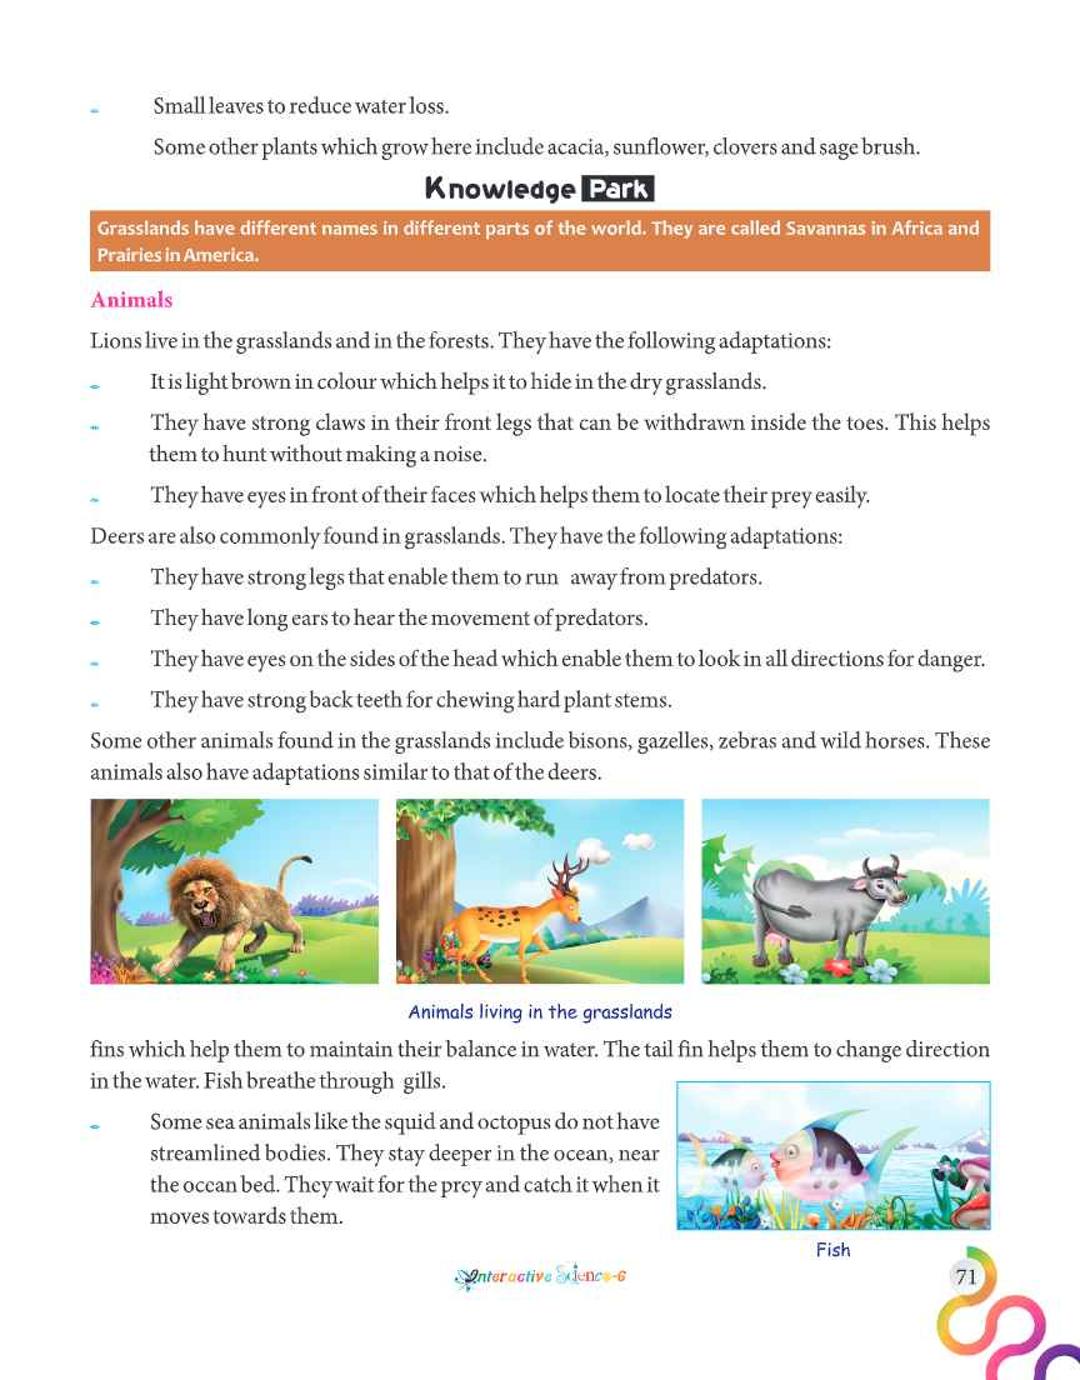 Small leaves to reduce water loss.
Some other plants which grow here include acacia, sunflower, clovers and sage brush.
Knowledge Park
Grasslands have different names in different parts of the world. They are called Savannas in Africa and
Prairies in America.
Animals
Lions live in the grasslands and in the forests. They have the following adaptations:
It is light brown in colour which helps it to hide in the dry grasslands.
They have strong claws in their front legs that can be withdrawn inside the toes. This helps
them to hunt without making a noise.
They have eyes in front of their faces which helps them to locate their prey easily.
Deers are also commonly found in grasslands. They have the following adaptations:
They have strong legs that enable them to run away from predators.
They have long ears to hear the movement of predators.
They have eyes on the sides of the head which enable them to look in all directions for danger.
They have strong back teeth for chewing hard plant stems.
Some other animals found in the grasslands include bisons, gazelles, zebras and wild horses. These
animals also have adaptations similar to that of the deers.
Animals living in the grasslands
fins which help them to maintain their balance in water. The tail fin helps them to change direction
in the water. Fish breathe through gills.
Some sea animals like the squid and octopus do not have
streamlined bodies. They stay deeper in the ocean, near
the ocean bed. They wait for the prey and catch it when it
moves towards them.
Fish
Interactive Science-6
71